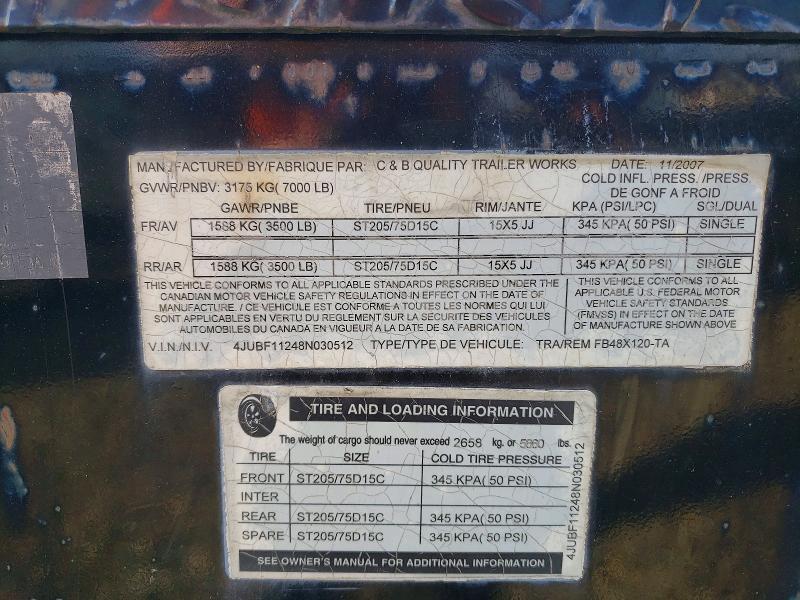 MANUFACTURED BY/FABRIQUE PAR: C & B QUALITY TRAILER WORKS DATE: 11/2007
GVWR/PNBV: 3175 KG( 7000 LB) COLD INFL. PRESS. /PRESS.
DE GONF A FROID
GAWR/PNBE TIRE/PNEU RIM/JANTE KPA (PSI/LPC) SGL/DUAL
FR/AV 1588 KG( 3500 LB) ST205/75D15C 15X5 JJ 345 KPA( 50 PSI) SINGLE
RR/AR 1588 KG( 3500 LB) ST205/75D15C 15X5 JJ 345 KPA( 50 PSI) SINGLE
THIS VEHICLE CONFORMS TO ALL APPLICABLE STANDARDS PRESCRIBED UNDER THE
CANADIAN MOTOR VEHICLE SAFETY REGULATIONS IN EFFECT ON THE DATE OF
MANUFACTURE. / CE VEHICULE EST CONFORME A TOUTES LES NORMES QUI LUI
SONT APPLICABLES EN VERTU DU REGLEMENT SUR LA SECURITE DES VEHICULES
AUTOMOBILES DU CANADA EN VIGUEUR A LA DATE DE SA FABRICATION.
THIS VEHICLE CONFORMS TO ALL
APPLICABLE U.S. FEDERAL MOTOR
VEHICLE SAFETY STANDARDS
(FMVSS) IN EFFECT ON THE DATE
OF MANUFACTURE SHOWN ABOVE
V.I.N./N.I.V. 4JUBF11248N030512 TYPE/TYPE DE VEHICULE: TRA/REM FB48X120-TA
TIRE AND LOADING INFORMATION
The weight of cargo should never exceed 2658 kg. or 5860 lbs.
TIRE SIZE COLD TIRE PRESSURE
FRONT ST205/75D15C 345 KPA( 50 PSI)
INTER
REAR ST205/75D15C 345 KPA( 50 PSI)
SPARE ST205/75D15C 345 KPA( 50 PSI)
SEE OWNER'S MANUAL FOR ADDITIONAL INFORMATION
4JUBF11248N030512